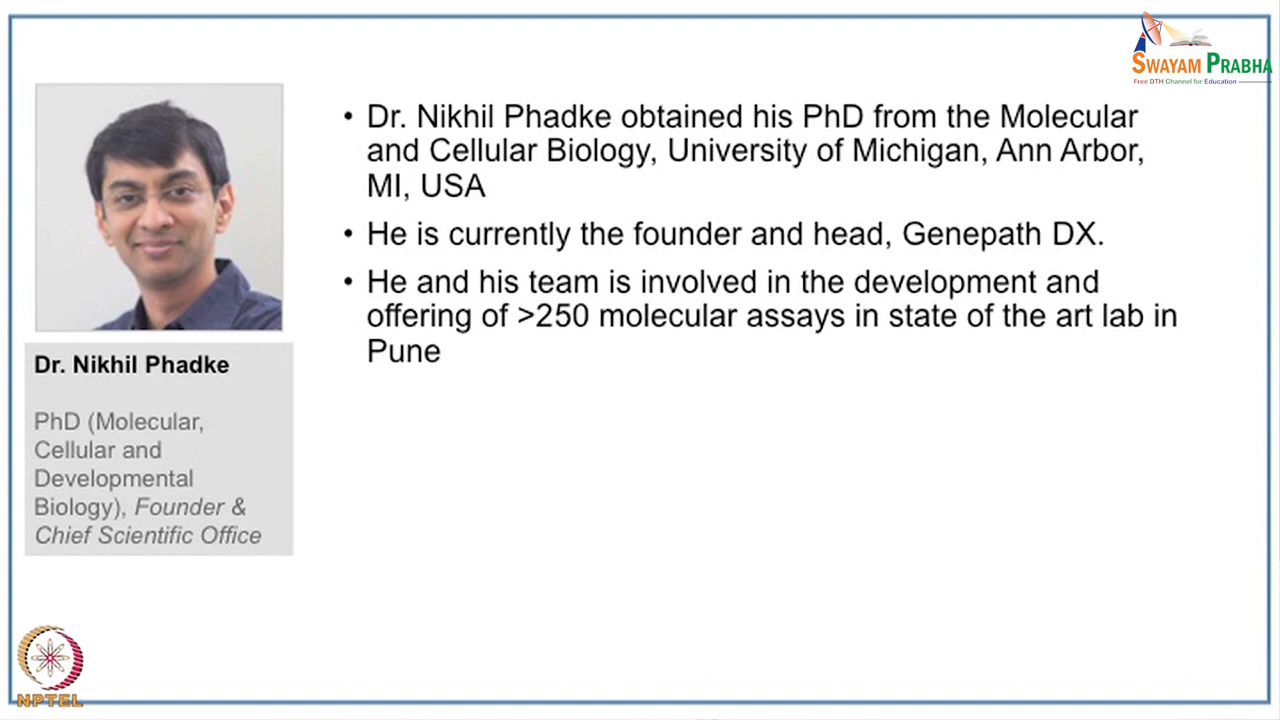 SWAYAM PRABHA
Free DTH Channel for Education
• Dr. Nikhil Phadke obtained his PhD from the Molecular
and Cellular Biology, University of Michigan, Ann Arbor,
MI, USA
• He is currently the founder and head, Genepath DX.
• He and his team is involved in the development and
offering of >250 molecular assays in state of the art lab in
Pune
Dr. Nikhil Phadke
PhD (Molecular,
Cellular and
Developmental
Biology), Founder &
Chief Scientific Office
NPTEL